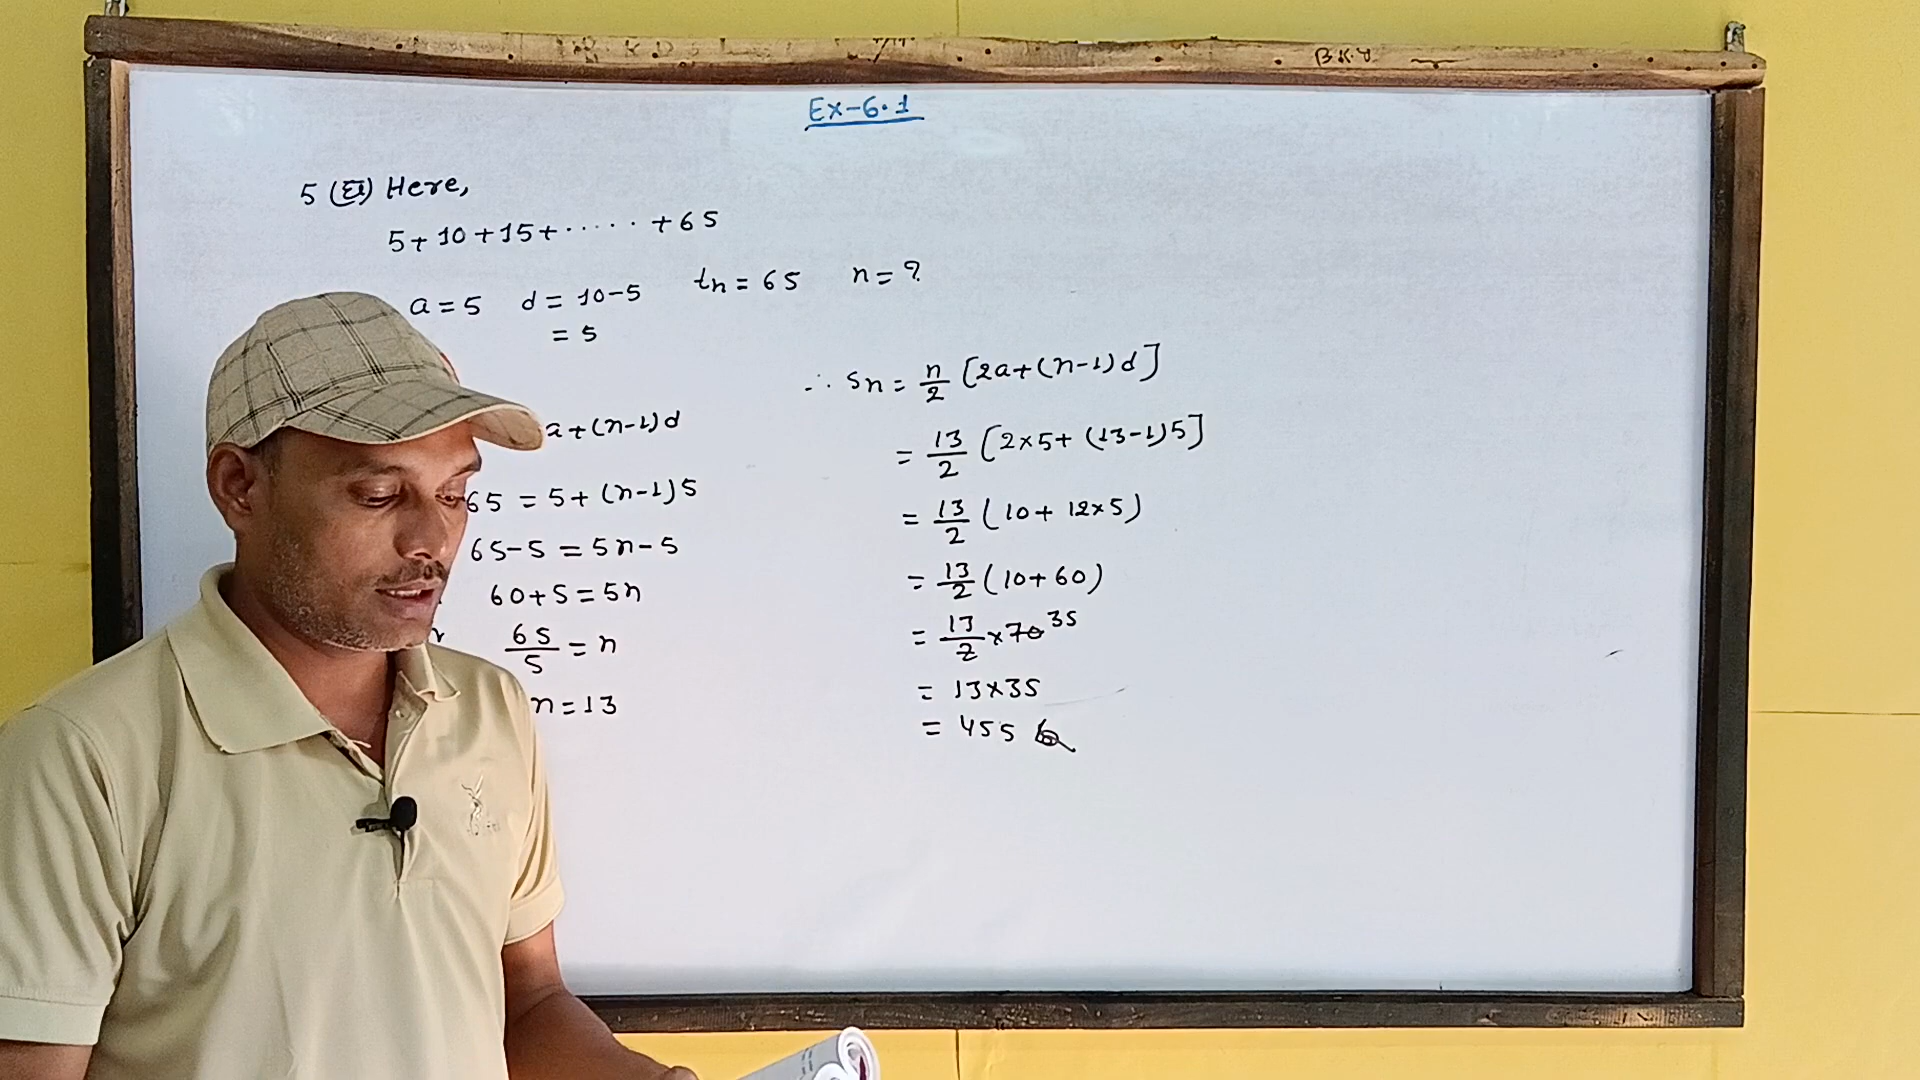 B.K.Y
Ex-6.1
5 (घ) Here,
5+10+15+.....+65
a=5 d=10-5 tn=65 n=?
=5
a+(n-1)d
65=5+(n-1)5
65-5=5n-5
60+5=5n
65/5=n
n=13
∴ Sn=n/2[2a+(n-1)d]
=13/2[2×5+(13-1)5]
=13/2(10+12×5)
=13/2(10+60)
=13/2×70 35
=13×35
=455